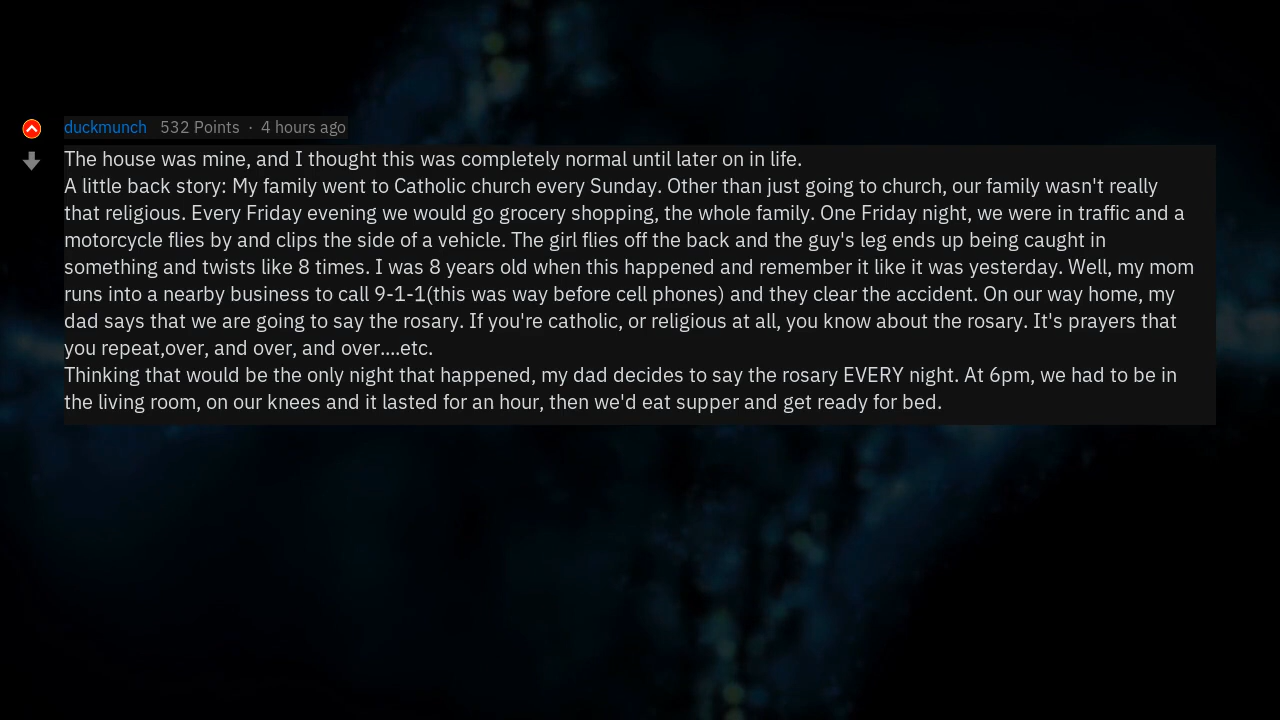 duckmunch 532 Points · 4 hours ago
The house was mine, and I thought this was completely normal until later on in life.
A little back story: My family went to Catholic church every Sunday. Other than just going to church, our family wasn't really
that religious. Every Friday evening we would go grocery shopping, the whole family. One Friday night, we were in traffic and a
motorcycle flies by and clips the side of a vehicle. The girl flies off the back and the guy's leg ends up being caught in
something and twists like 8 times. I was 8 years old when this happened and remember it like it was yesterday. Well, my mom
runs into a nearby business to call 9-1-1(this was way before cell phones) and they clear the accident. On our way home, my
dad says that we are going to say the rosary. If you're catholic, or religious at all, you know about the rosary. It's prayers that
you repeat,over, and over, and over....etc.
Thinking that would be the only night that happened, my dad decides to say the rosary EVERY night. At 6pm, we had to be in
the living room, on our knees and it lasted for an hour, then we'd eat supper and get ready for bed.